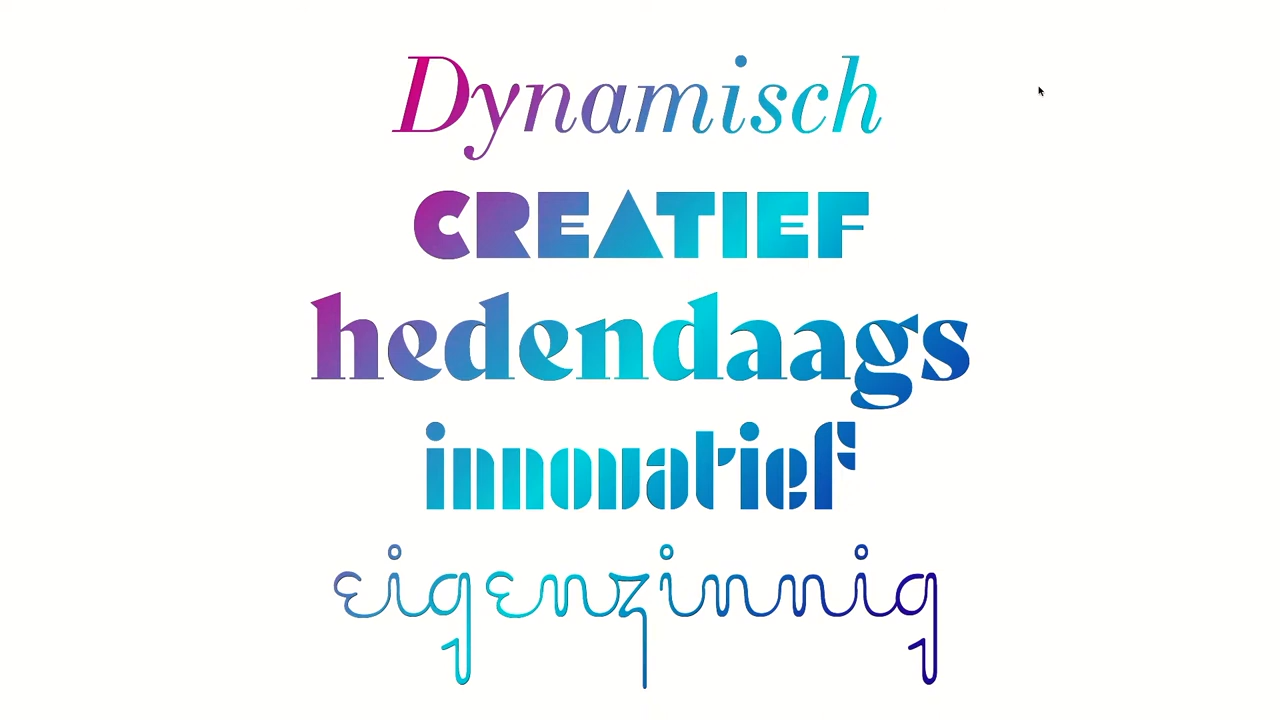 Dynamisch
CREATIEF
hedendaags
innovatief
eigenzinnig